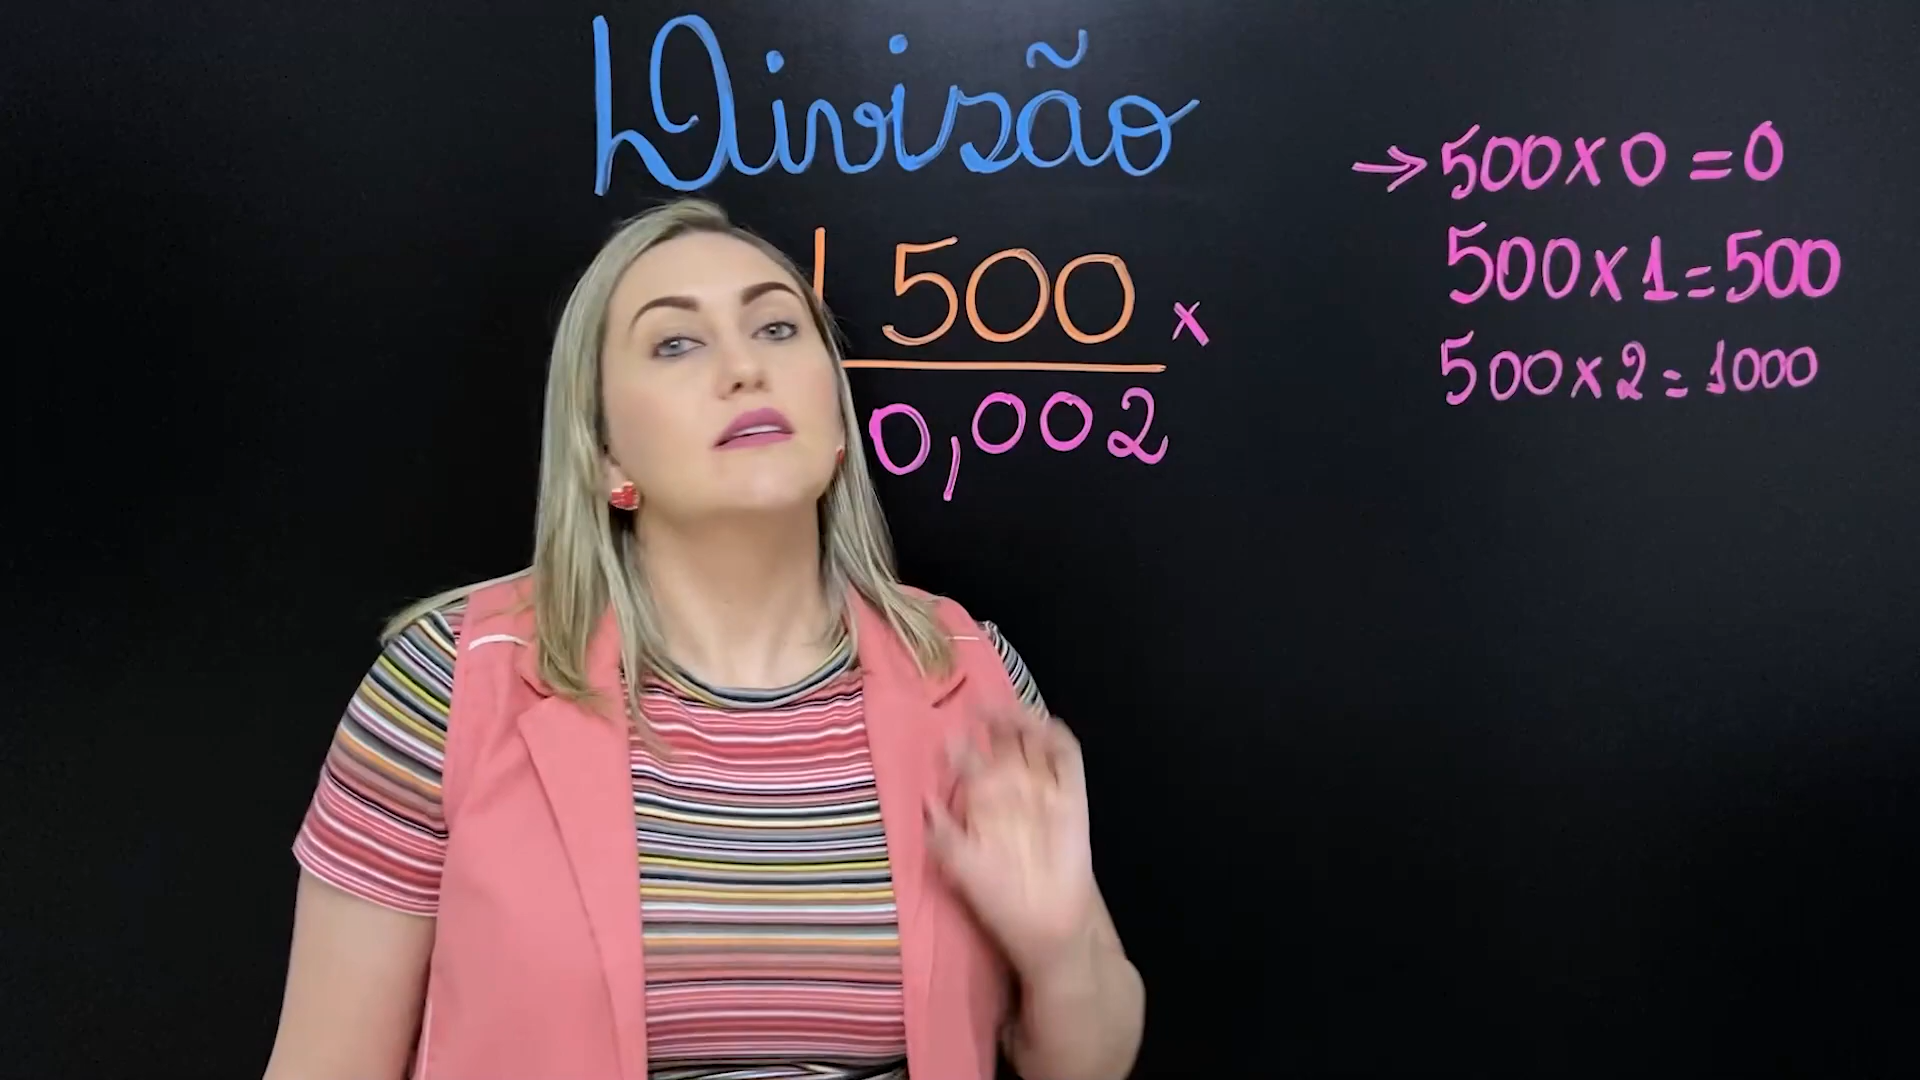 Divisão
500 x
0,002
→ 500 x 0 = 0
500 x 1 = 500
500 x 2 = 1000